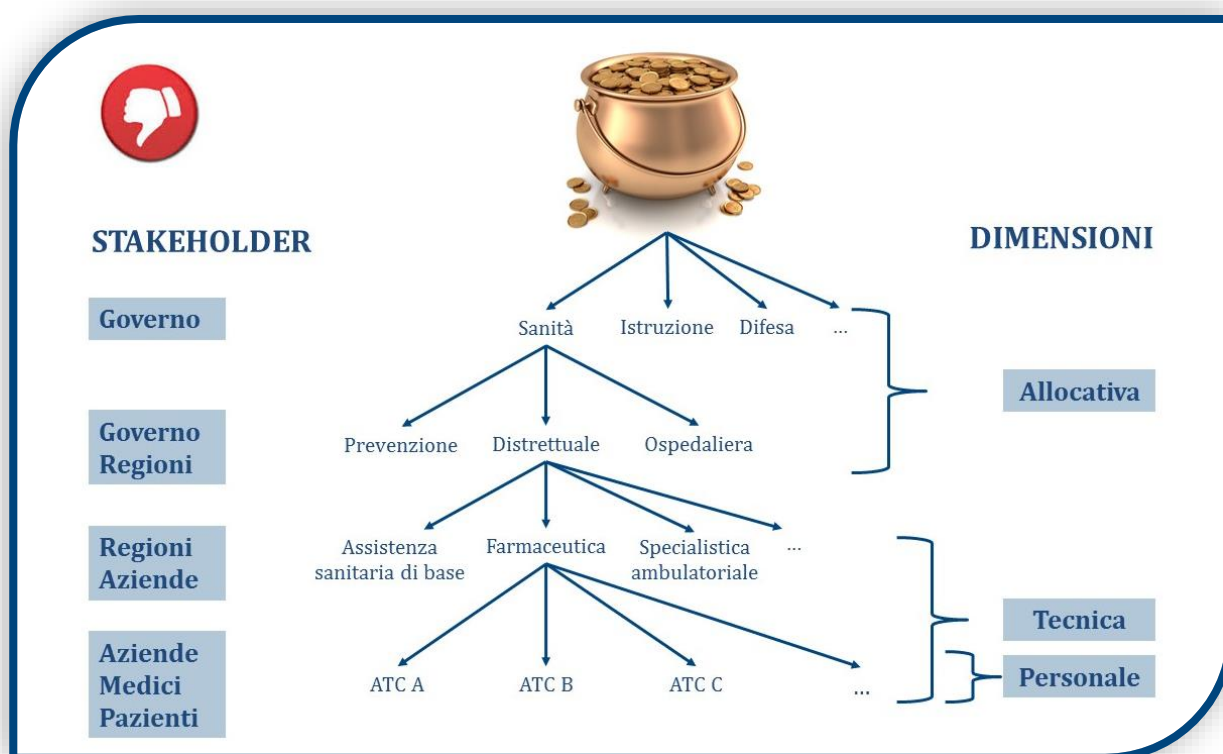 STAKEHOLDER
DIMENSIONI
Governo
Sanità
Istruzione
Difesa
...
Allocativa
Governo
Regioni
Prevenzione
Distrettuale
Ospedaliera
Regioni
Aziende
Assistenza
sanitaria di base
Farmaceutica
Specialistica
ambulatoriale
...
Tecnica
Aziende
Medici
Pazienti
ATC A
ATC B
ATC C
...
Personale